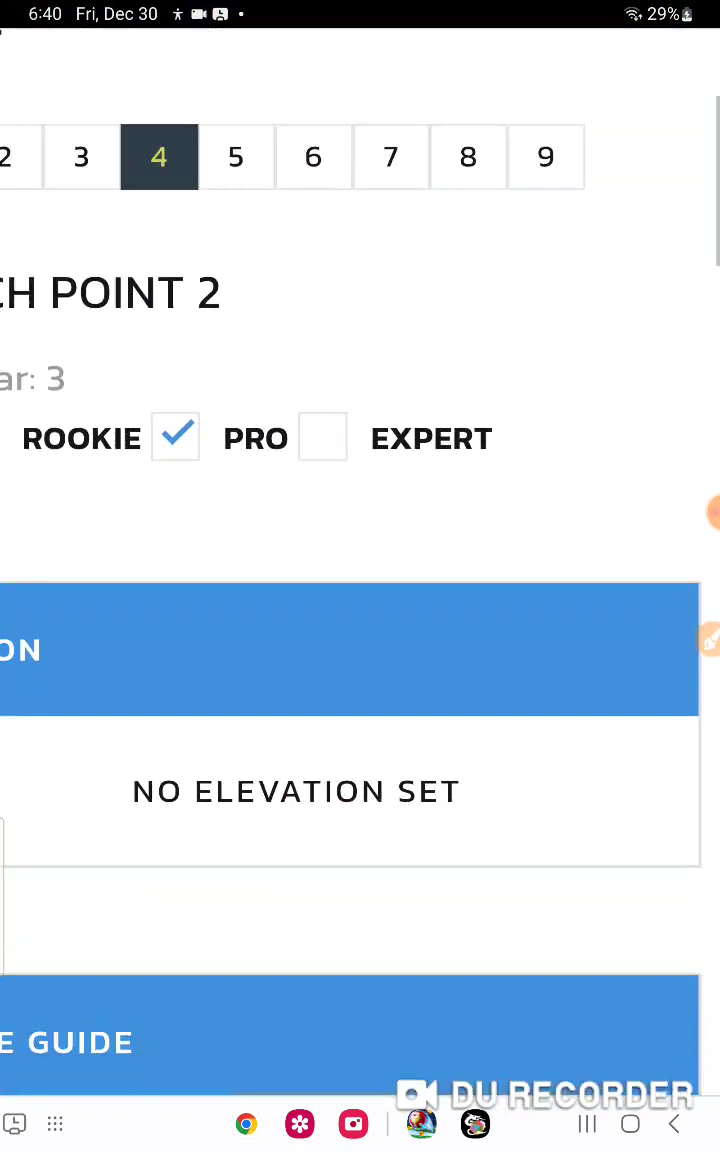 6:40 Fri, Dec 30 29%
2 3 4 5 6 7 8 9
CH POINT 2
ar: 3
ROOKIE PRO EXPERT
ON
NO ELEVATION SET
E GUIDE
DU RECORDER